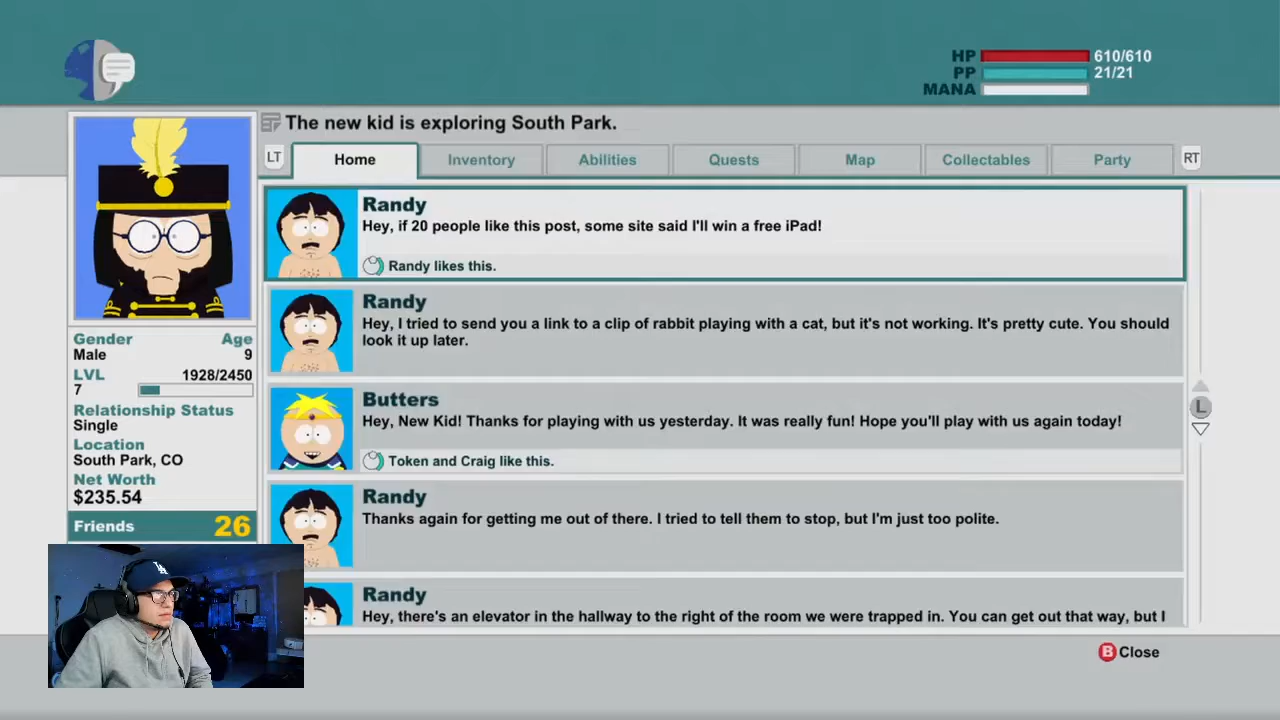 HP 610/610
PP 21/21
MANA
The new kid is exploring South Park.
LT Home Inventory Abilities Quests Map Collectables Party RT
Gender Age
Male 9
LVL 1928/2450
7
Relationship Status
Single
Location
South Park, CO
Net Worth
$235.54
Friends 26
Randy
Hey, if 20 people like this post, some site said I'll win a free iPad!
Randy likes this.
Randy
Hey, I tried to send you a link to a clip of rabbit playing with a cat, but it's not working. It's pretty cute. You should
look it up later.
Butters
Hey, New Kid! Thanks for playing with us yesterday. It was really fun! Hope you'll play with us again today!
Token and Craig like this.
Randy
Thanks again for getting me out of there. I tried to tell them to stop, but I'm just too polite.
Randy
Hey, there's an elevator in the hallway to the right of the room we were trapped in. You can get out that way, but I
L
B Close
LA